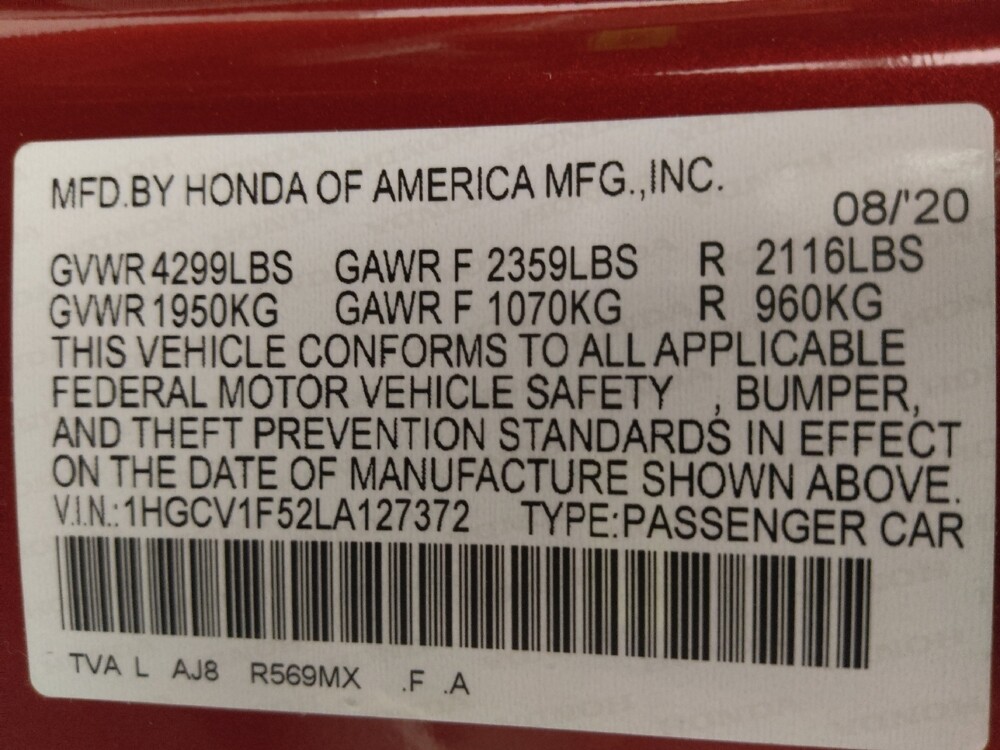 MFD.BY HONDA OF AMERICA MFG.,INC.
08/'20
GVWR 4299LBS GAWR F 2359LBS R 2116LBS
GVWR 1950KG GAWR F 1070KG R 960KG
THIS VEHICLE CONFORMS TO ALL APPLICABLE
FEDERAL MOTOR VEHICLE SAFETY , BUMPER,
AND THEFT PREVENTION STANDARDS IN EFFECT
ON THE DATE OF MANUFACTURE SHOWN ABOVE.
V.I.N.:1HGCV1F52LA127372 TYPE:PASSENGER CAR
TVA L AJ8 R569MX .F .A